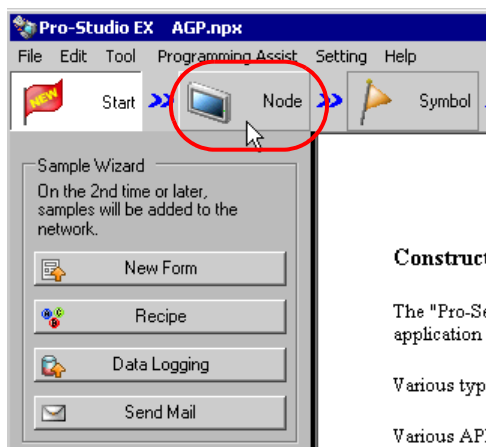 Pro-Studio EX AGP.npx
File Edit Tool Programming Assist Setting Help
NEW Start Node Symbol
Sample Wizard
On the 2nd time or later,
samples will be added to the
network.
New Form
Recipe
Data Logging
Send Mail
Construct
The "Pro-Se
application
Various typ
Various API